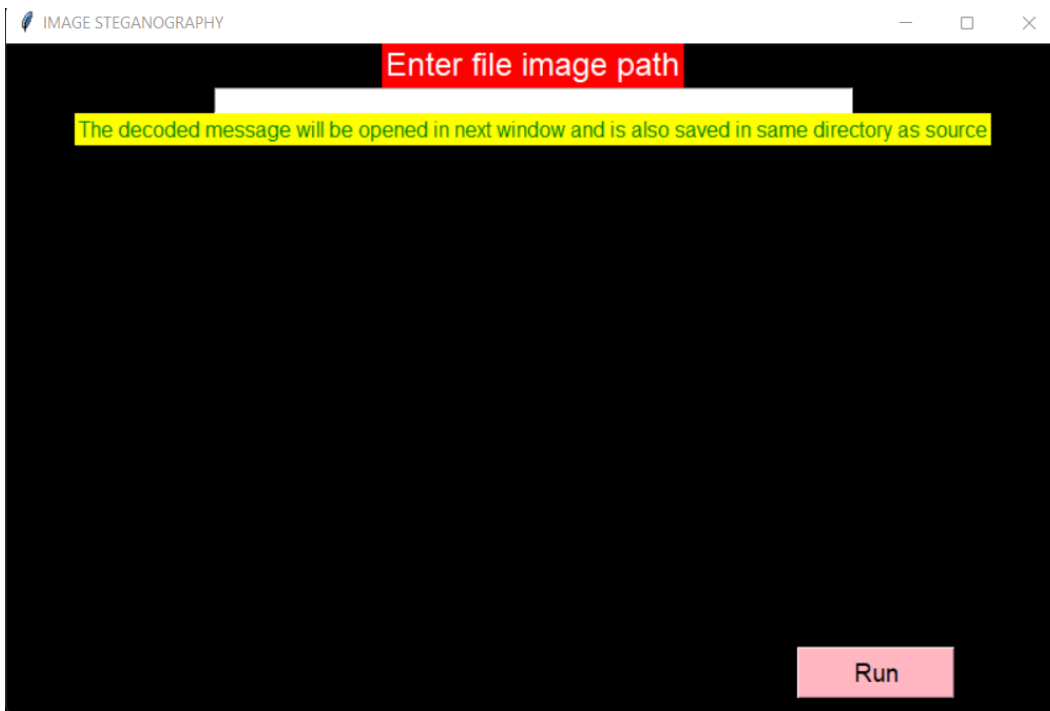 IMAGE STEGANOGRAPHY
Enter file image path
The decoded message will be opened in next window and is also saved in same directory as source
Run